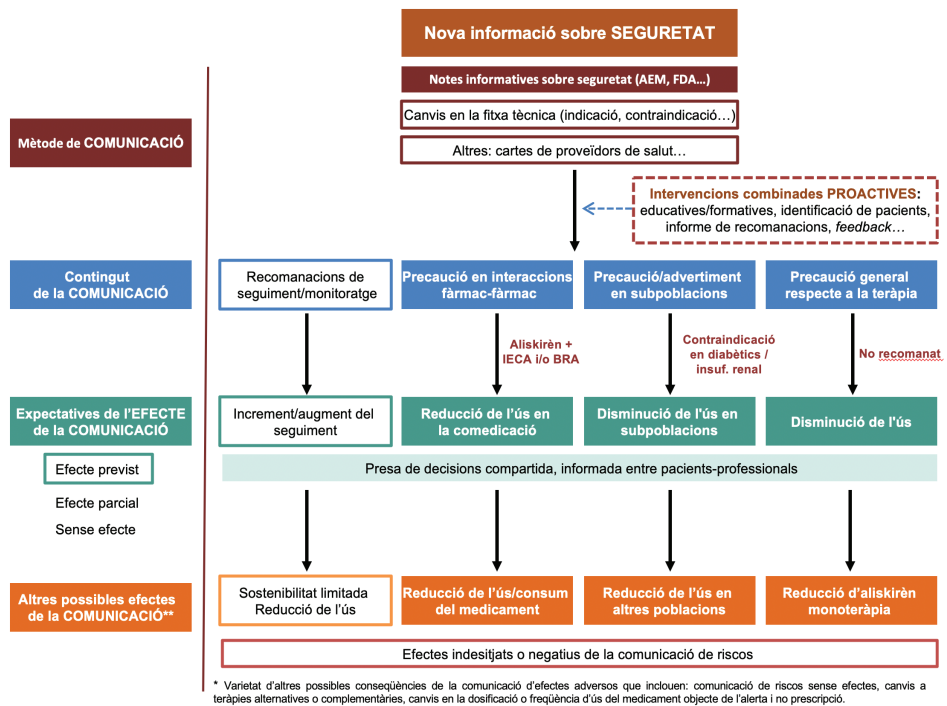 Nova informació sobre SEGURETAT
Notes informatives sobre seguretat (AEM, FDA...)
Canvis en la fitxa tècnica (indicació, contraindicació...)
Mètode de COMUNICACIÓ
Altres: cartes de proveïdors de salut...
Intervencions combinades PROACTIVES:
educatives/formatives, identificació de pacients,
informe de recomanacions, feedback...
Contingut
de la COMUNICACIÓ
Recomanacions de
seguiment/monitoratge
Precaució en interaccions
fàrmac-fàrmac
Precaució/advertiment
en subpoblacions
Precaució general
respecte a la teràpia
Aliskirèn +
IECA i/o BRA
Contraindicació
en diabètics /
insuf. renal
No recomanat
Expectatives de l'EFECTE
de la COMUNICACIÓ
Increment/augment del
seguiment
Reducció de l'ús en
la comedicació
Disminució de l'ús en
subpoblacions
Disminució de l'ús
Efecte previst
Presa de decisions compartida, informada entre pacients-professionals
Efecte parcial
Sense efecte
Altres possibles efectes
de la COMUNICACIÓ**
Sostenibilitat limitada
Reducció de l'ús
Reducció de l'ús/consum
del medicament
Reducció de l'ús en
altres poblacions
Reducció d'aliskirèn
monoteràpia
Efectes indesitjats o negatius de la comunicació de riscos
* Varietat d'altres possibles conseqüències de la comunicació d'efectes adversos que inclouen: comunicació de riscos sense efectes, canvis a
teràpies alternatives o complementàries, canvis en la dosificació o freqüència d'ús del medicament objecte de l'alerta i no prescripció.